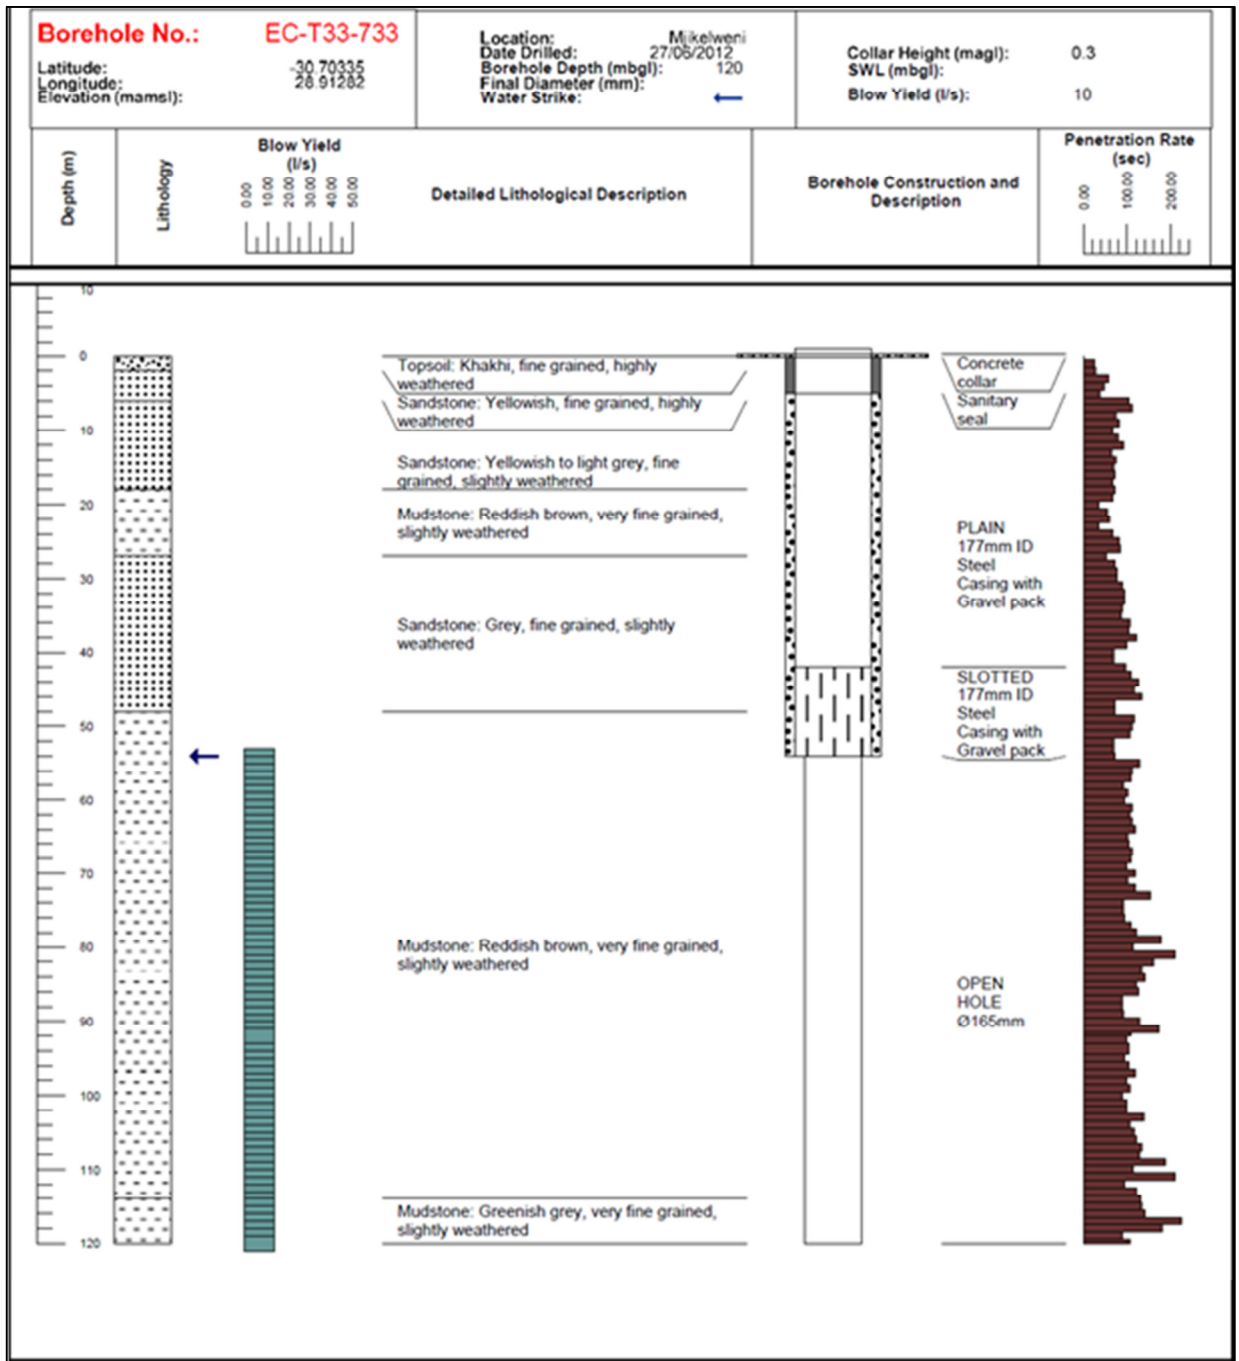 Borehole No.: EC-T33-733
Latitude: -30.70335
Longitude: 28.91282
Elevation (mamsl):
Location: Mjikelweni
Date Drilled: 27/06/2012
Borehole Depth (mbgl): 120
Final Diameter (mm):
Water Strike:
Collar Height (magl): 0.3
SWL (mbgl):
Blow Yield (l/s): 10
Depth (m)
Lithology
Blow Yield
(l/s)
0.00
10.00
20.00
30.00
40.00
50.00
Detailed Lithological Description
Borehole Construction and
Description
Penetration Rate
(sec)
0.00
100.00
200.00
10
0
10
20
30
40
50
60
70
80
90
100
110
120
Topsoil: Khakhi, fine grained, highly
weathered
Sandstone: Yellowish, fine grained, highly
weathered
Sandstone: Yellowish to light grey, fine
grained, slightly weathered
Mudstone: Reddish brown, very fine grained,
slightly weathered
Sandstone: Grey, fine grained, slightly
weathered
Mudstone: Reddish brown, very fine grained,
slightly weathered
Mudstone: Greenish grey, very fine grained,
slightly weathered
Concrete
collar
Sanitary
seal
PLAIN
177mm ID
Steel
Casing with
Gravel pack
SLOTTED
177mm ID
Steel
Casing with
Gravel pack
OPEN
HOLE
Ø165mm